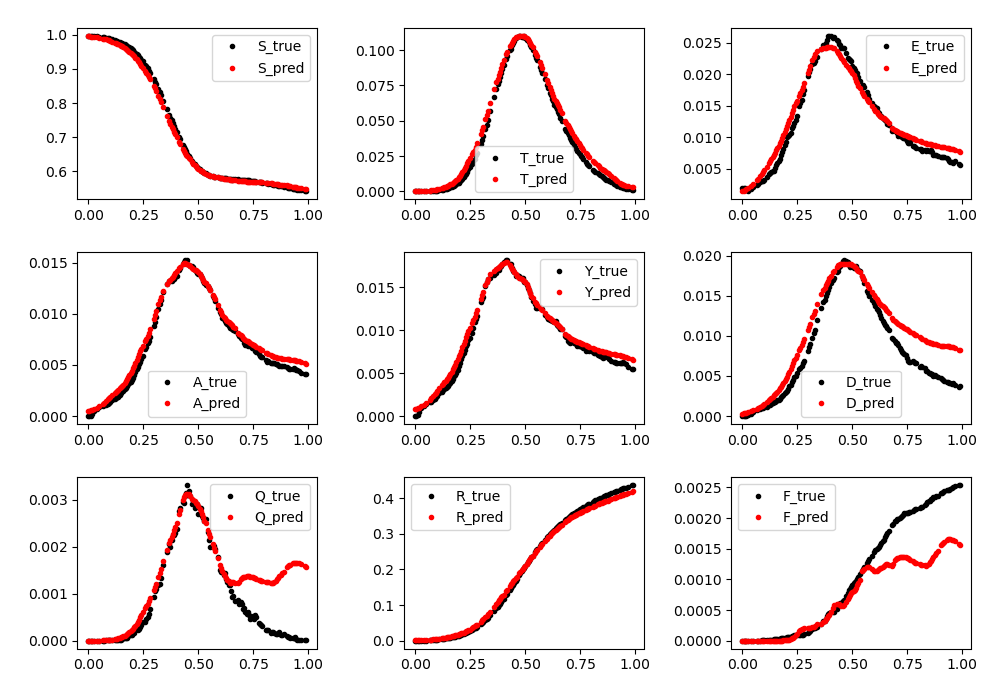 1.0
0.9
0.8
0.7
0.6
S_true
S_pred
0.00 0.25 0.50 0.75 1.00
0.100
0.075
0.050
0.025
0.000
T_true
T_pred
0.00 0.25 0.50 0.75 1.00
0.025
0.020
0.015
0.010
0.005
E_true
E_pred
0.00 0.25 0.50 0.75 1.00
0.015
0.010
0.005
0.000
A_true
A_pred
0.00 0.25 0.50 0.75 1.00
0.015
0.010
0.005
0.000
Y_true
Y_pred
0.00 0.25 0.50 0.75 1.00
0.020
0.015
0.010
0.005
0.000
D_true
D_pred
0.00 0.25 0.50 0.75 1.00
0.003
0.002
0.001
0.000
Q_true
Q_pred
0.00 0.25 0.50 0.75 1.00
0.4
0.3
0.2
0.1
0.0
R_true
R_pred
0.00 0.25 0.50 0.75 1.00
0.0025
0.0020
0.0015
0.0010
0.0005
0.0000
F_true
F_pred
0.00 0.25 0.50 0.75 1.00